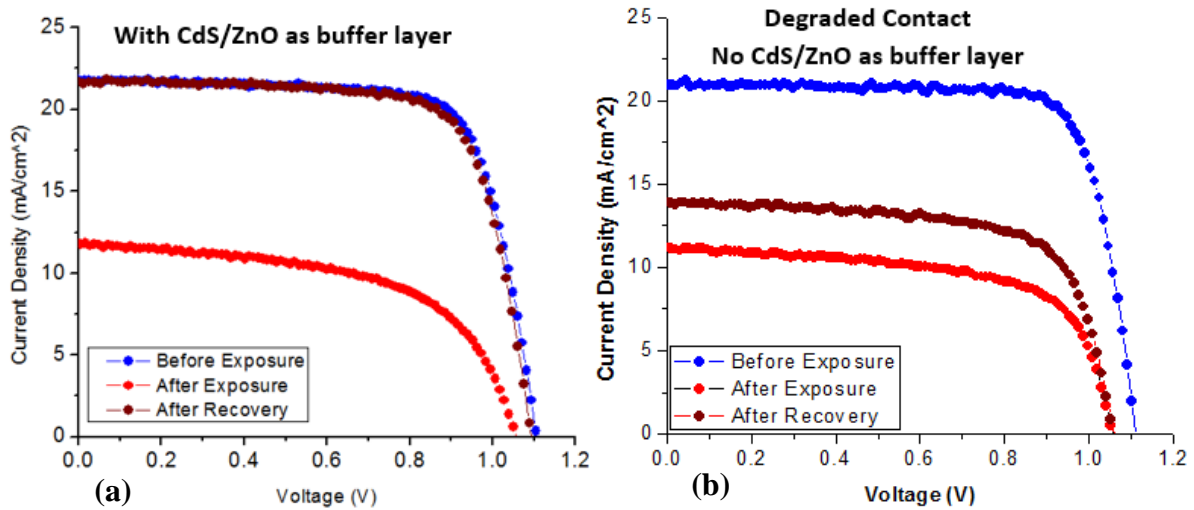 With CdS/ZnO as buffer layer
25
20
15
10
5
0
Current Density (mA/cm^2)
Before Exposure
After Exposure
After Recovery
0.0 0.2 0.4 0.6 0.8 1.0 1.2
Voltage (V)
(a)
Degraded Contact
No CdS/ZnO as buffer layer
25
20
15
10
5
0
Current Density (mA/cm^2)
Before Exposure
After Exposure
After Recovery
0.0 0.2 0.4 0.6 0.8 1.0 1.2
Voltage (V)
(b)